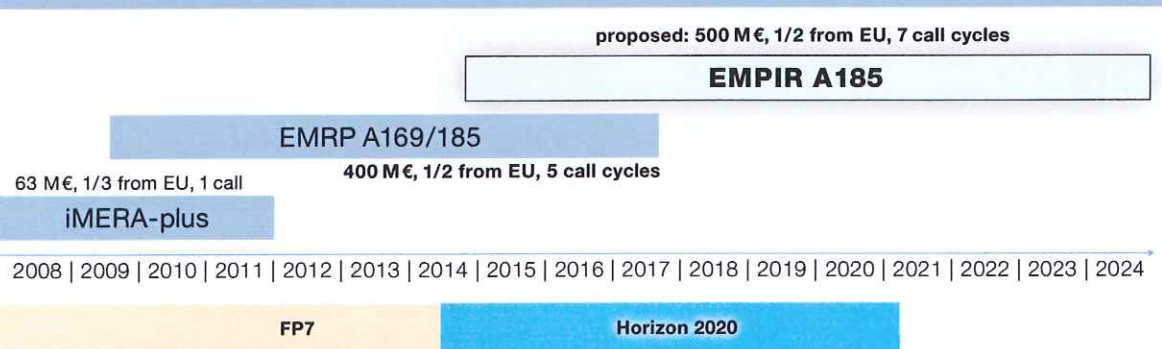 proposed: 500 M€, 1/2 from EU, 7 call cycles
EMPIR A185
EMRP A169/185
400 M€, 1/2 from EU, 5 call cycles
63 M€, 1/3 from EU, 1 call
iMERA-plus
2008 | 2009 | 2010 | 2011 | 2012 | 2013 | 2014 | 2015 | 2016 | 2017 | 2018 | 2019 | 2020 | 2021 | 2022 | 2023 | 2024
FP7 Horizon 2020